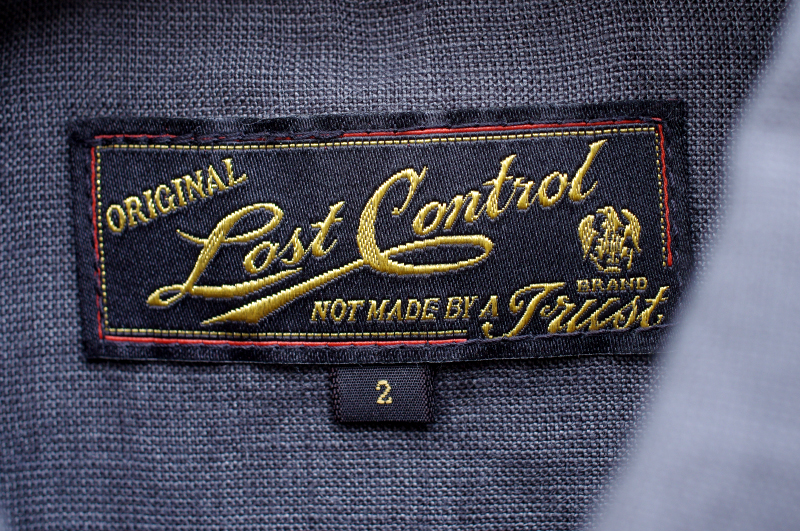 ORIGINAL
Lost Control
BRAND
NOT MADE BY A Trust
2